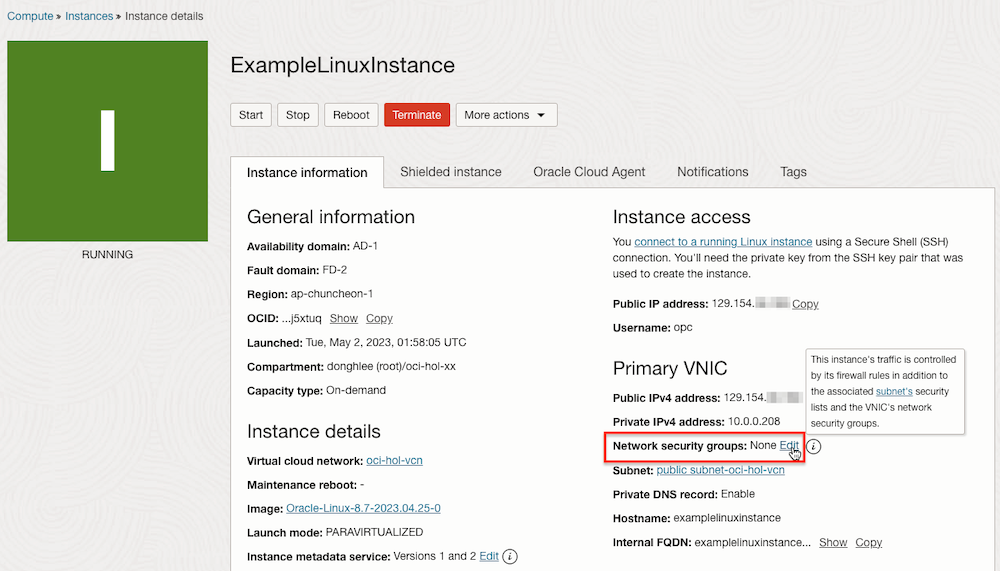 Compute » Instances » Instance details
I
RUNNING
ExampleLinuxInstance
Start Stop Reboot Terminate More actions
Instance information Shielded instance Oracle Cloud Agent Notifications Tags
General information
Availability domain: AD-1
Fault domain: FD-2
Region: ap-chuncheon-1
OCID: ...j5xtuq Show Copy
Launched: Tue, May 2, 2023, 01:58:05 UTC
Compartment: donghlee (root)/oci-hol-xx
Capacity type: On-demand
Instance details
Virtual cloud network: oci-hol-vcn
Maintenance reboot: -
Image: Oracle-Linux-8.7-2023.04.25-0
Launch mode: PARAVIRTUALIZED
Instance metadata service: Versions 1 and 2 Edit i
Instance access
You connect to a running Linux instance using a Secure Shell (SSH)
connection. You'll need the private key from the SSH key pair that was
used to create the instance.
Public IP address: 129.154. Copy
Username: opc
Primary VNIC
Public IPv4 address: 129.154.
Private IPv4 address: 10.0.0.208
Network security groups: None Edit i
Subnet: public subnet-oci-hol-vcn
Private DNS record: Enable
Hostname: examplelinuxinstance
Internal FQDN: examplelinuxinstance... Show Copy
This instance's traffic is controlled
by its firewall rules in addition to
the associated subnet's security
lists and the VNIC's network
security groups.